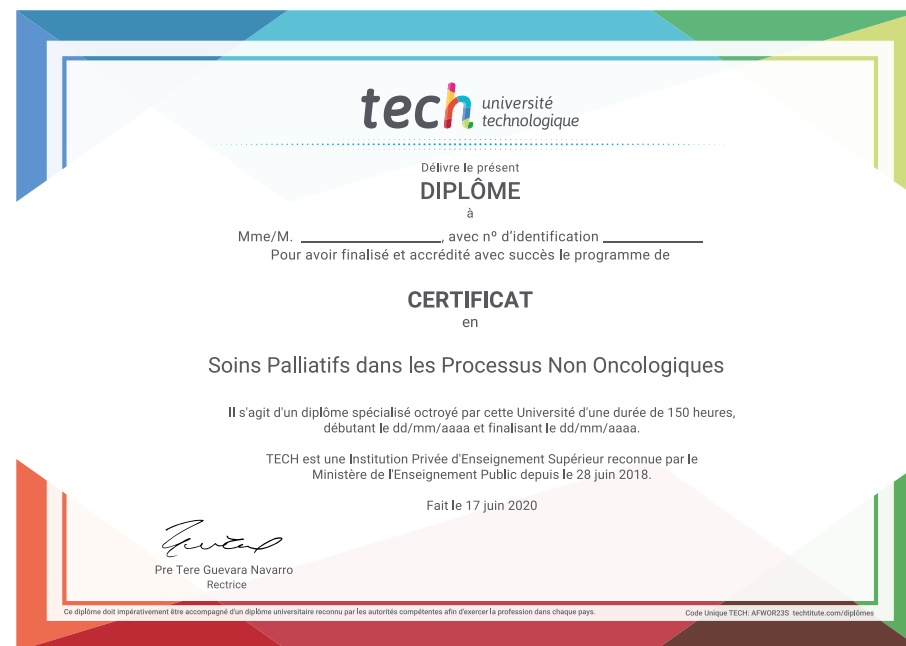 tech université
technologique
Délivre le présent
DIPLÔME
à
Mme/M. ____________________, avec nº d'identification ______________
Pour avoir finalisé et accrédité avec succès le programme de
CERTIFICAT
en
Soins Palliatifs dans les Processus Non Oncologiques
Il s'agit d'un diplôme spécialisé octroyé par cette Université d'une durée de 150 heures,
débutant le dd/mm/aaaa et finalisant le dd/mm/aaaa.
TECH est une Institution Privée d'Enseignement Supérieur reconnue par le
Ministère de l'Enseignement Public depuis le 28 juin 2018.
Fait le 17 juin 2020
Pre Tere Guevara Navarro
Rectrice
Ce diplôme doit impérativement être accompagné d'un diplôme universitaire reconnu par les autorités compétentes afin d'exercer la profession dans chaque pays.
Code Unique TECH: AFWOR23S techtitute.com/diplômes